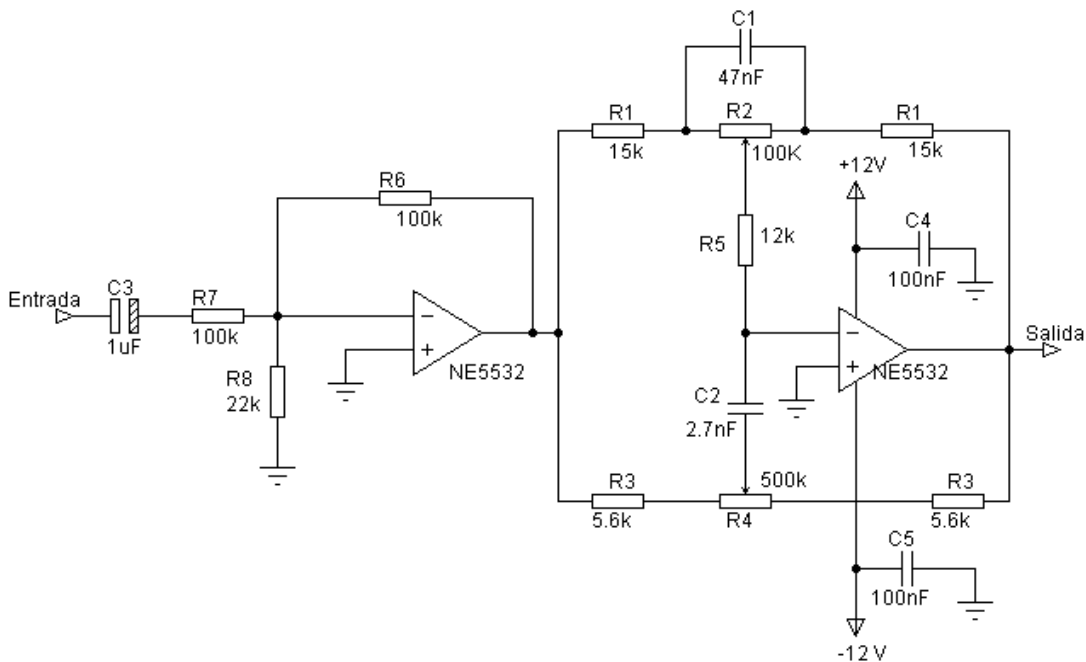 C1
47nF
R1
R2
R1
15k
100K
15k
+12V
R6
100k
R5
12k
C4
100nF
Entrada
C3
R7
1uF
100k
−
+
NE5532
−
+
NE5532
Salida
R8
22k
C2
2.7nF
R3
500k
R3
5.6k
R4
5.6k
C5
100nF
-12 V